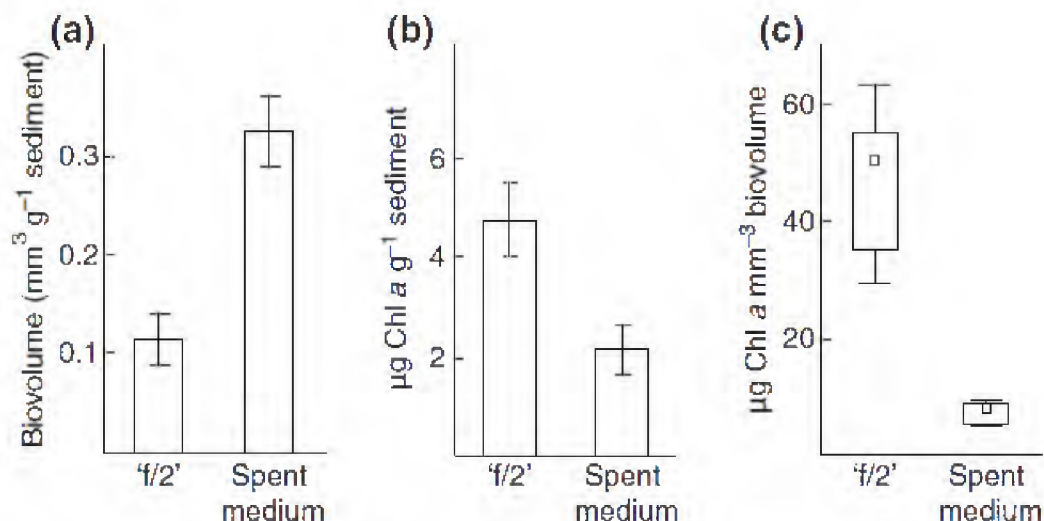 (a)
Biovolume (mm³ g⁻¹ sediment)
0.3
0.2
0.1
'f/2' Spent
medium
(b)
µg Chl a g⁻¹ sediment
6
4
2
'f/2' Spent
medium
(c)
µg Chl a mm⁻³ biovolume
60
40
20
'f/2' Spent
medium